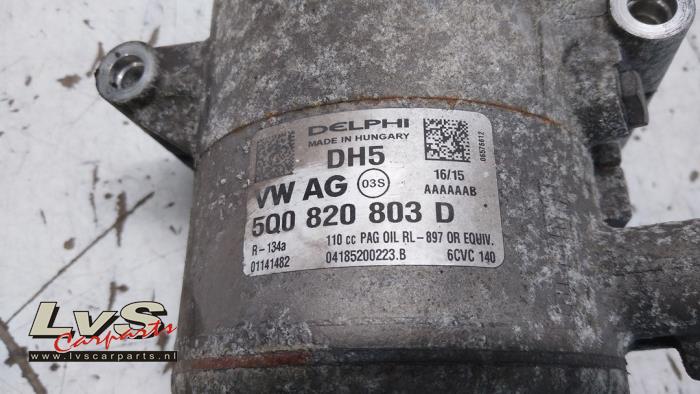 DELPHI
MADE IN HUNGARY
DH5
06576612
VW AG 03S
16/15
AAAAAAB
5Q0 820 803 D
R-134a
110 cc PAG OIL RL-897 OR EQUIV.
01141482
04185200223.B
6CVC 140
LvS
Carparts
www.lvscarparts.nl